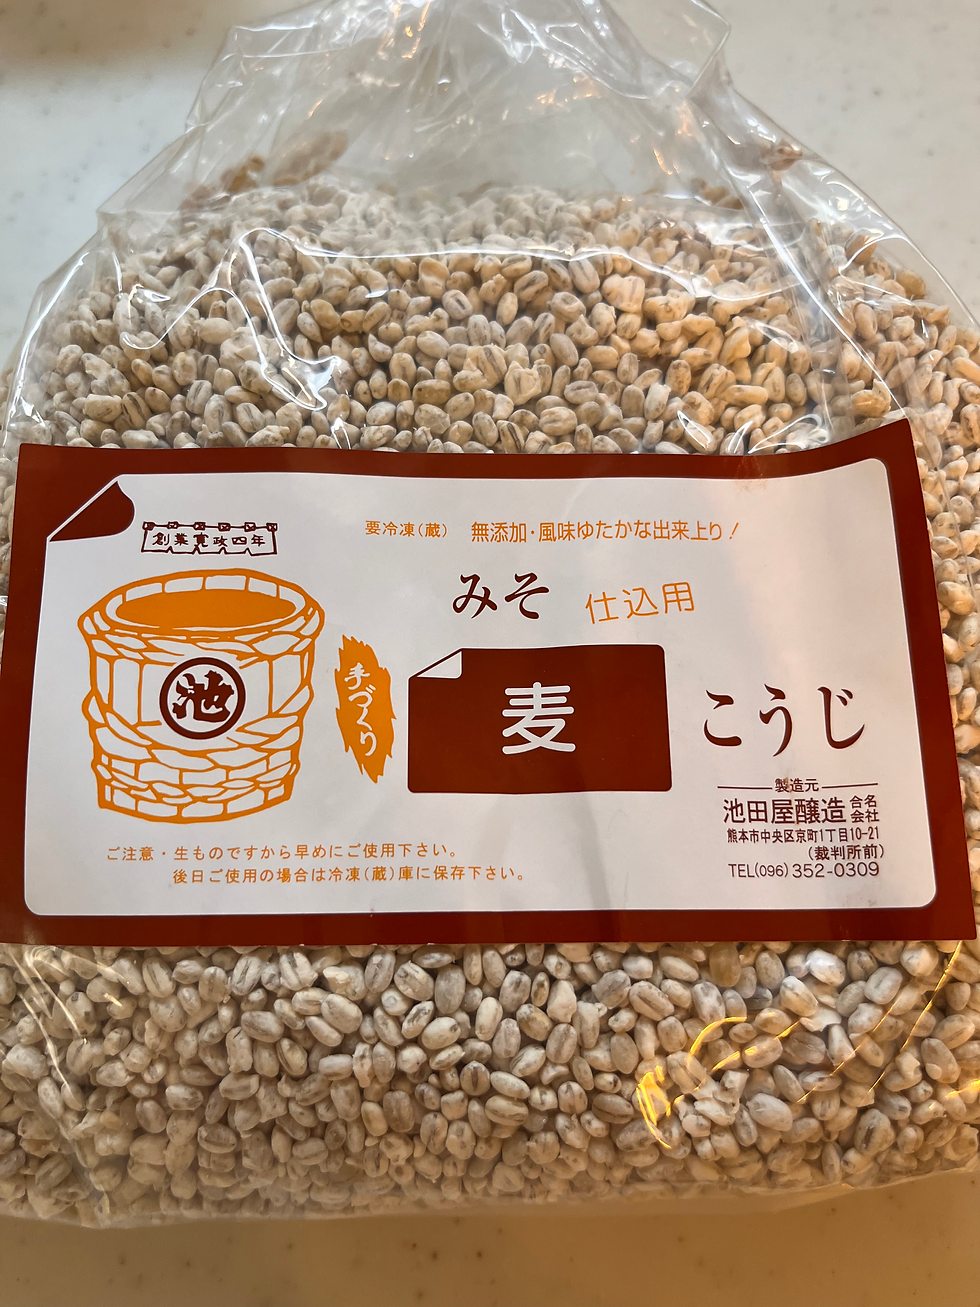 創業寛政四年
要冷凍(蔵) 無添加・風味ゆたかな出来上り！
みそ 仕込用
池
手づくり
麦 こうじ
製造元
池田屋醸造 合名会社
熊本市中央区京町1丁目10-21
(裁判所前)
TEL(096)352-0309
ご注意・生ものですから早めにご使用下さい。
後日ご使用の場合は冷凍(蔵)庫に保存下さい。